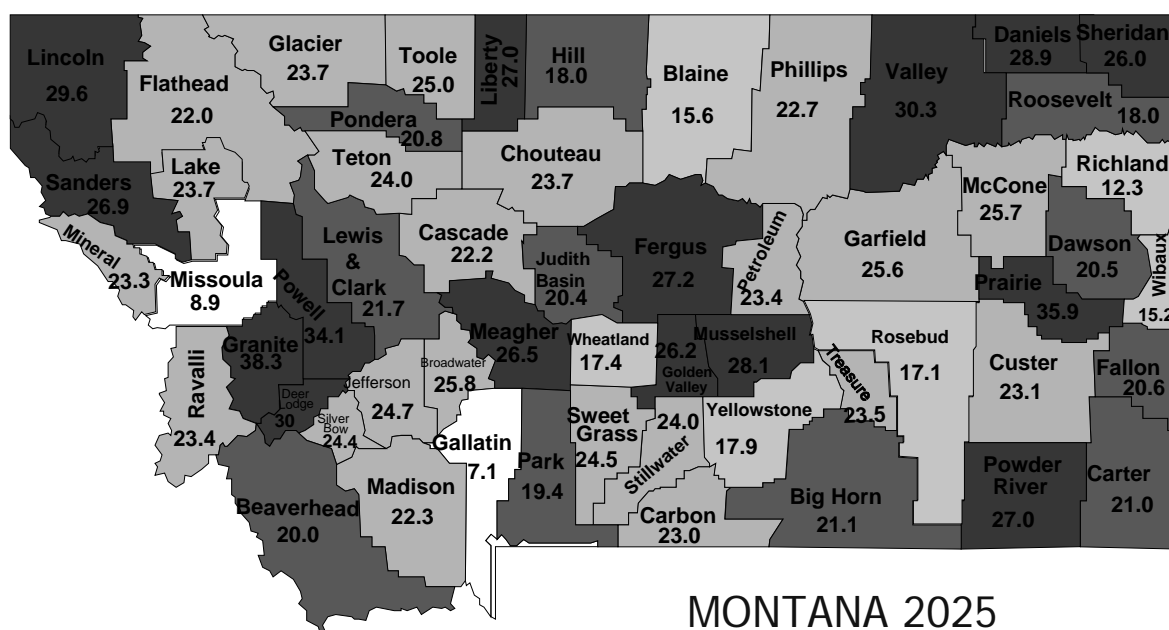 Lincoln
29.6
Flathead
22.0
Glacier
23.7
Toole
25.0
Liberty
27.0
Hill
18.0
Blaine
15.6
Phillips
22.7
Valley
30.3
Daniels
28.9
Sheridan
26.0
Roosevelt
18.0
Pondera
20.8
Teton
24.0
Chouteau
23.7
Lake
23.7
Sanders
26.9
Mineral
23.3
Missoula
8.9
Powell
34.1
Lewis
&
Clark
21.7
Cascade
22.2
Judith
Basin
20.4
Fergus
27.2
Petroleum
23.4
Garfield
25.6
McCone
25.7
Richland
12.3
Dawson
20.5
Wibaux
15.2
Prairie
35.9
Granite
38.3
Ravalli
23.4
Deer
Lodge
30
Silver
Bow
24.4
Jefferson
24.7
Broadwater
25.8
Meagher
26.5
Wheatland
17.4
26.2
Golden
Valley
Musselshell
28.1
Treasure
23.5
Rosebud
17.1
Custer
23.1
Fallon
20.6
Gallatin
7.1
Park
19.4
Sweet
Grass
24.5
24.0
Stillwater
Yellowstone
17.9
Beaverhead
20.0
Madison
22.3
Carbon
23.0
Big Horn
21.1
Powder
River
27.0
Carter
21.0
MONTANA 2025